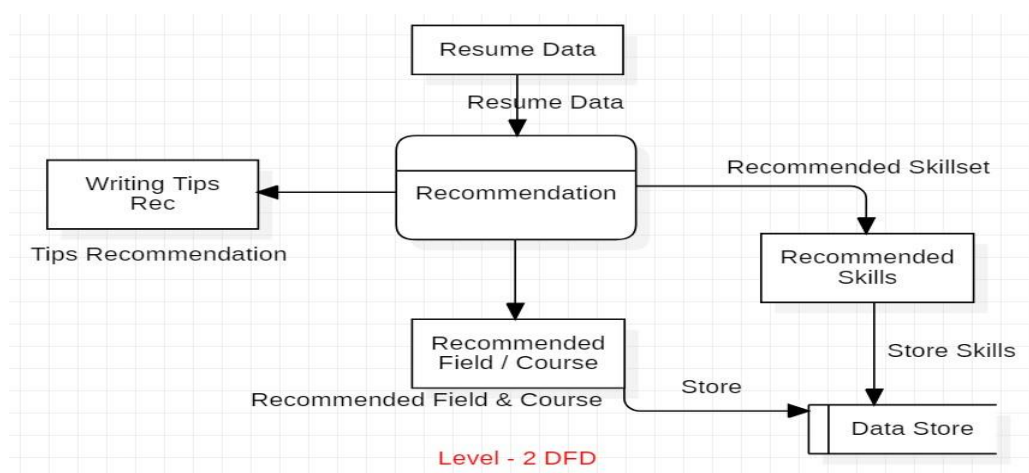 Resume Data
Resume Data
Recommendation
Recommended Skillset
Writing Tips
Rec
Tips Recommendation
Recommended
Skills
Recommended
Field / Course
Recommended Field & Course
Store
Store Skills
Data Store
Level - 2 DFD